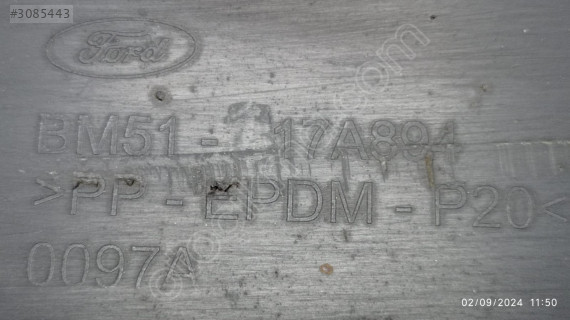 #3085443
Ford
BM51 - 17A894
>PP - EPDM - P20<
0097A
02/09/2024 11:50